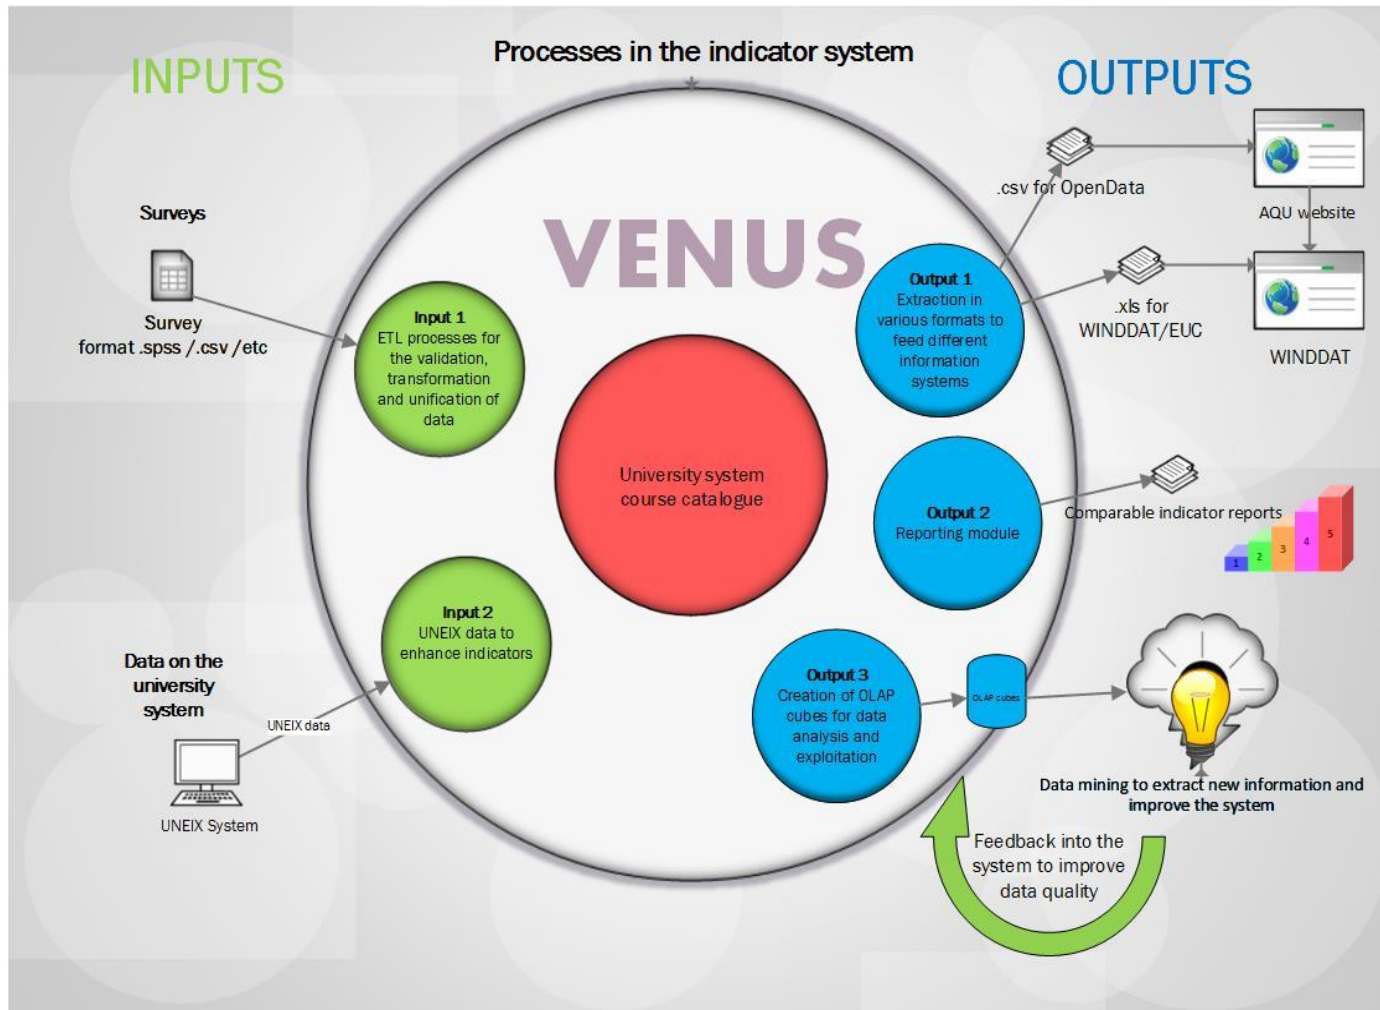 Processes in the indicator system
INPUTS
OUTPUTS
VENUS
Surveys
Survey
format .spss /.csv /etc
Input 1
ETL processes for
the validation,
transformation
and unification of
data
Input 2
UNEIX data to
enhance indicators
Data on the
university
system
UNEIX data
UNEIX System
University system
course catalogue
Output 1
Extraction in
various formats to
feed different
information
systems
.csv for OpenData
AQU website
.xls for
WINDDAT/EUC
WINDDAT
Output 2
Reporting module
Comparable indicator reports
1
2
3
4
5
Output 3
Creation of OLAP
cubes for data
analysis and
exploitation
OLAP cubes
Data mining to extract new information and
improve the system
Feedback into the
system to improve
data quality